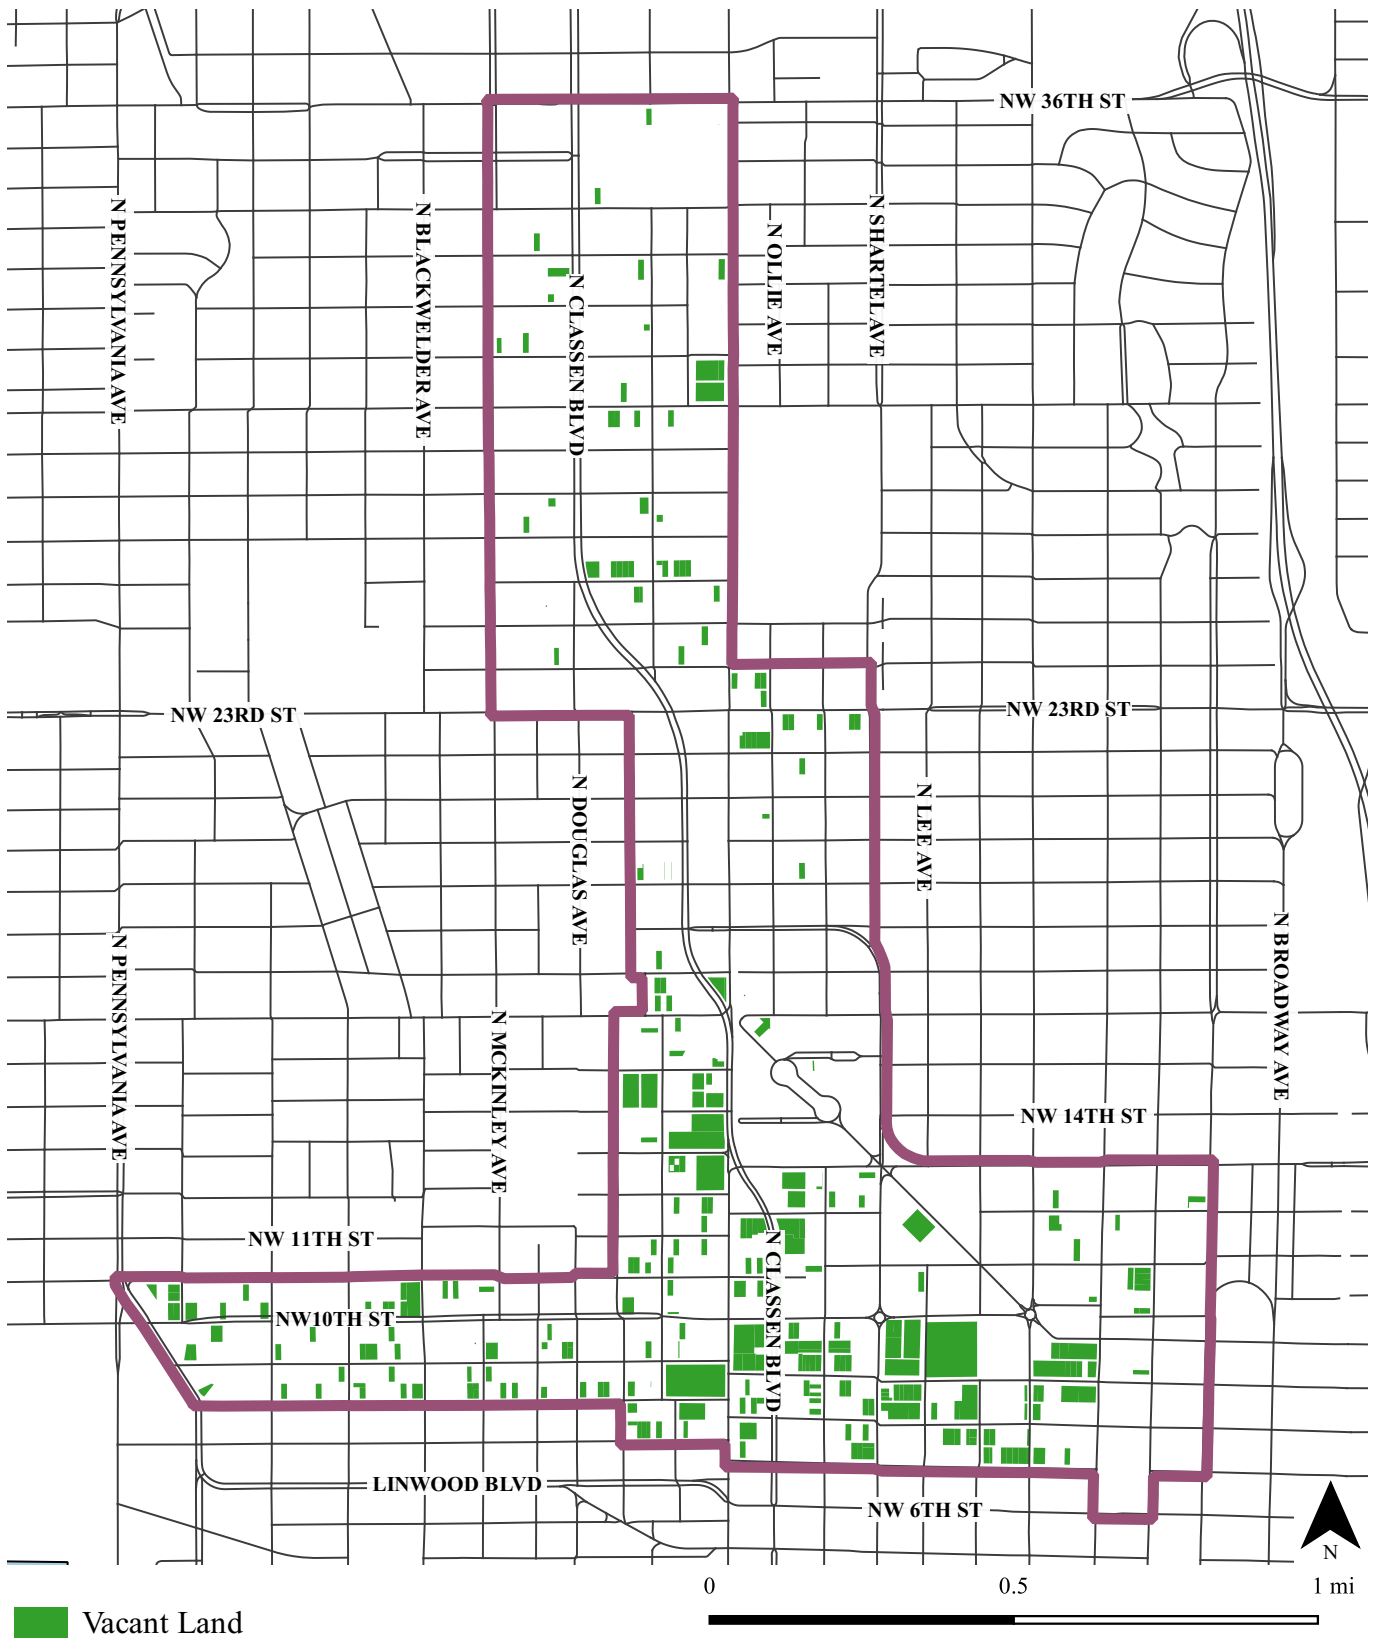 NW 36TH ST
N PENNSYLVANIA AVE
N BLACKWELDER AVE
N CLASSEN BLVD
N OLLIE AVE
N SHARTEL AVE
NW 23RD ST
NW 23RD ST
N DOUGLAS AVE
N LEE AVE
N PENNSYLVANIA AVE
N MCKINLEY AVE
N BROADWAY AVE
NW 14TH ST
NW 11TH ST
N CLASSEN BLVD
NW10TH ST
LINWOOD BLVD
NW 6TH ST
N
0 0.5 1 mi
Vacant Land